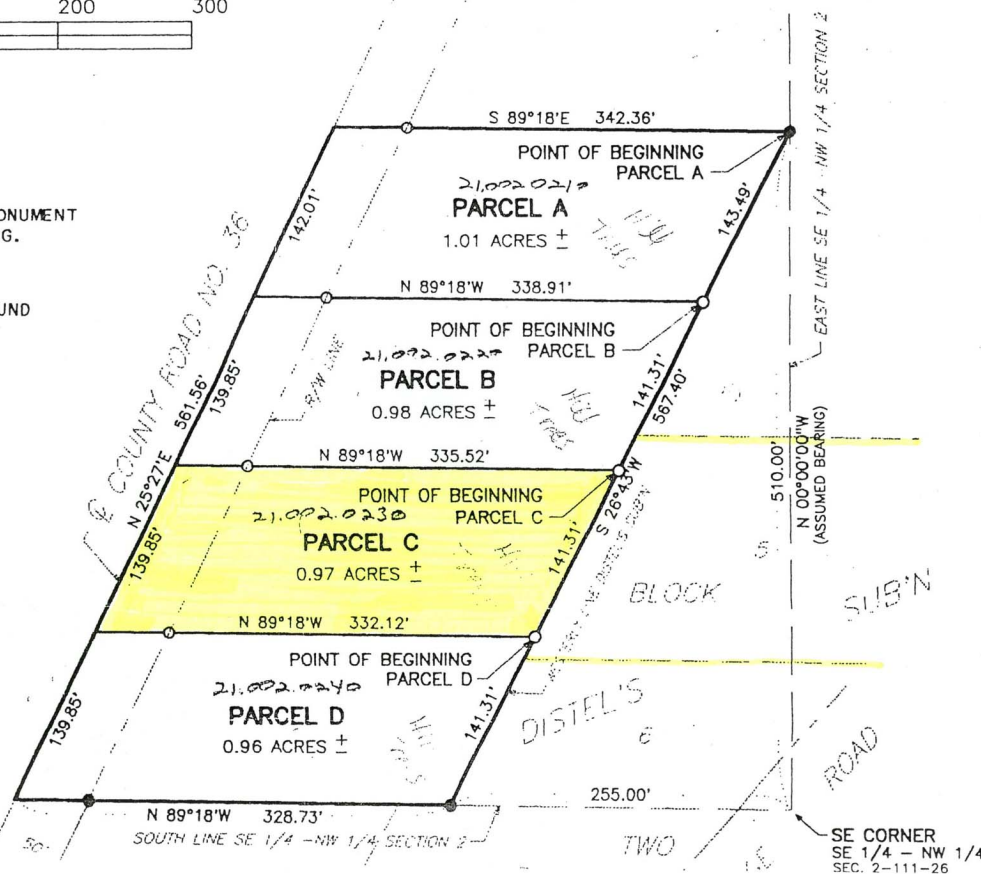 200 300
ONUMENT
G.
UND
S 89°18'E 342.36'
POINT OF BEGINNING
PARCEL A
21.002.0210
PARCEL A
1.01 ACRES ±
142.01'
143.49'
N 89°18'W 338.91'
POINT OF BEGINNING
PARCEL B
21.002.0220
PARCEL B
0.98 ACRES ±
139.85'
141.31'
N 89°18'W 335.52'
POINT OF BEGINNING
PARCEL C
21.002.0230
PARCEL C
0.97 ACRES ±
139.85'
141.31'
N 89°18'W 332.12'
POINT OF BEGINNING
PARCEL D
21.002.0240
PARCEL D
0.96 ACRES ±
139.85'
141.31'
N 89°18'W 328.73'
SOUTH LINE SE 1/4 - NW 1/4 SECTION 2
℄ COUNTY ROAD NO. 36
N 25°27'E 561.56'
R/W LINE
567.40'
S 26°43'W
LINE DISTEL'S SUB'N
EAST LINE SE 1/4 - NW 1/4 SECTION 2
510.00'
N 00°00'00"W
(ASSUMED BEARING)
5
BLOCK
SUB'N
DISTEL'S
6
ROAD
255.00'
TWO
50
SE CORNER
SE 1/4 - NW 1/4
SEC. 2-111-26